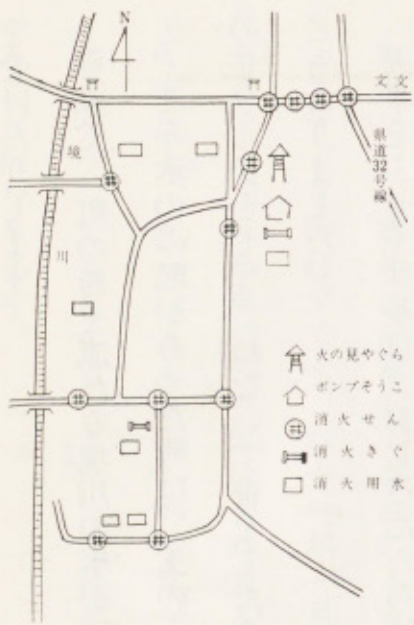 N
文文
県道32号線
境川
火の見やぐら
ポンプそうこ
消火せん
消火きぐ
消火用水